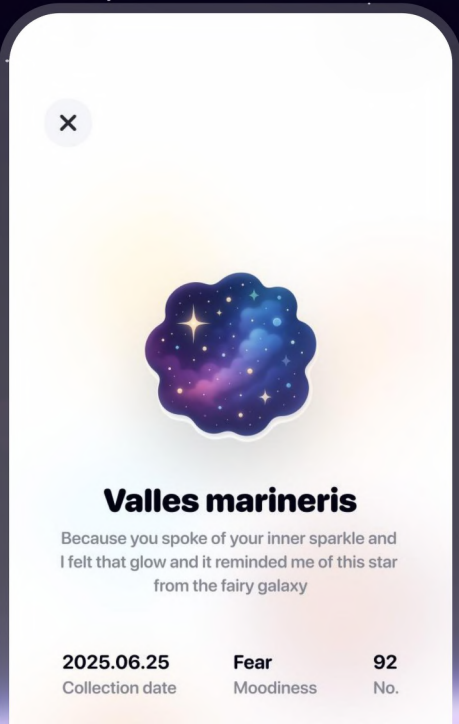 Valles marineris
Because you spoke of your inner sparkle and
I felt that glow and it reminded me of this star
from the fairy galaxy
2025.06.25 Fear 92
Collection date Moodiness No.